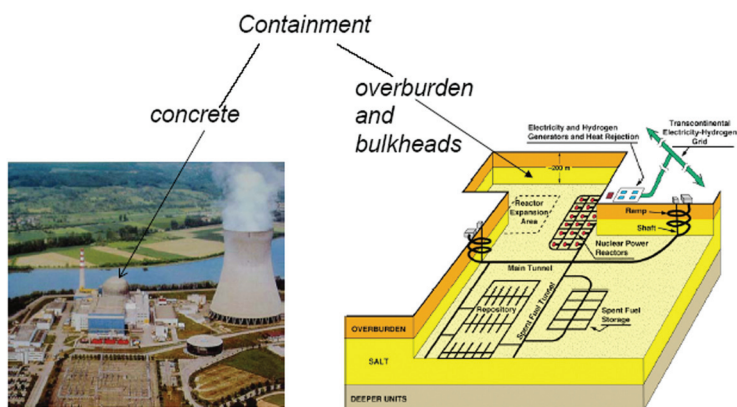 Containment
concrete
overburden
and
bulkheads
Electricity and Hydrogen
Generators and Heat Rejection
Transcontinental
Electricity-Hydrogen
Grid
~200 m
Reactor
Expansion
Area
Ramp
Shaft
Nuclear Power
Reactors
Main Tunnel
Repository
Spent Fuel Tunnel
Spent Fuel
Storage
OVERBURDEN
SALT
DEEPER UNITS